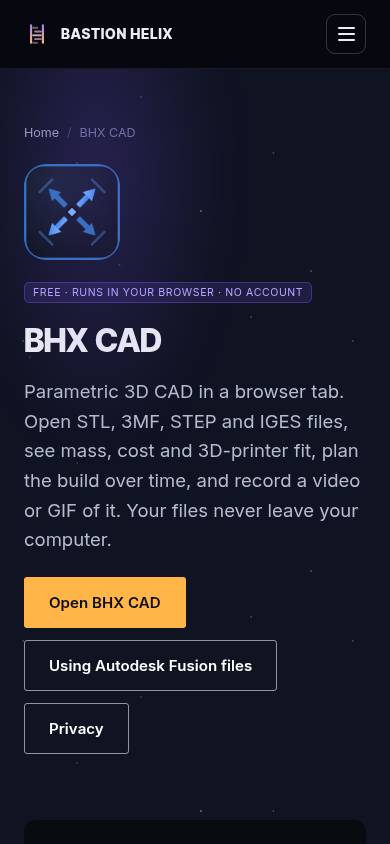 BASTION HELIX
Home / BHX CAD
FREE · RUNS IN YOUR BROWSER · NO ACCOUNT
BHX CAD
Parametric 3D CAD in a browser tab.
Open STL, 3MF, STEP and IGES files,
see mass, cost and 3D-printer fit, plan
the build over time, and record a video
or GIF of it. Your files never leave your
computer.
Open BHX CAD
Using Autodesk Fusion files
Privacy